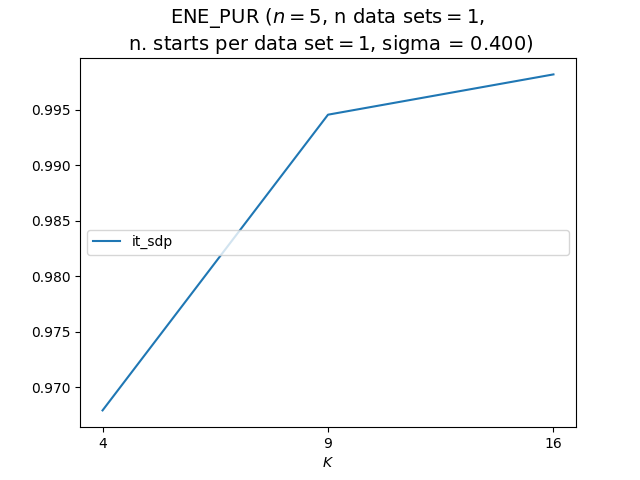 ENE_PUR (n = 5, n data sets = 1,
n. starts per data set = 1, sigma = 0.400)
0.995
0.990
0.985
0.980
0.975
0.970
it_sdp
4 9 16
K